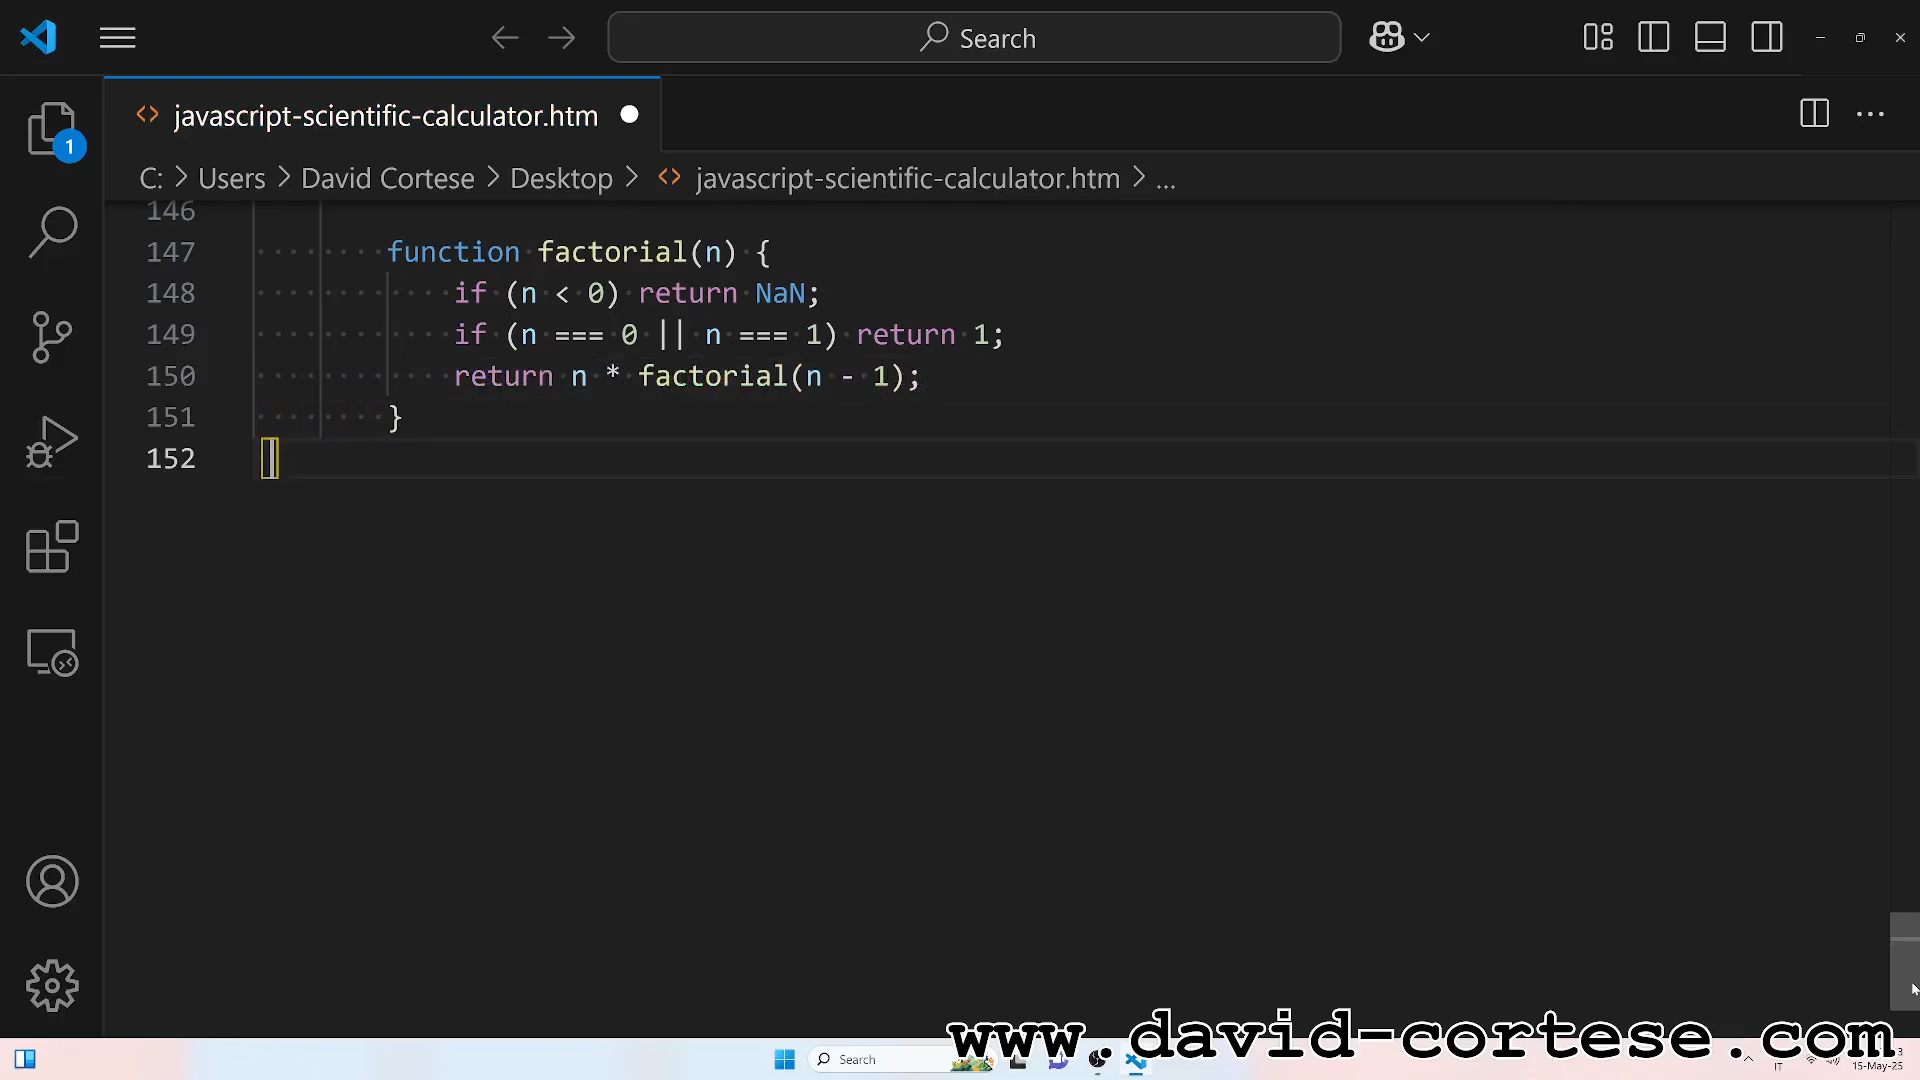 Search
javascript-scientific-calculator.htm
1
C: > Users > David Cortese > Desktop > <> javascript-scientific-calculator.htm > ...
146
147 function factorial(n) {
148 if (n < 0) return NaN;
149 if (n === 0 || n === 1) return 1;
150 return n * factorial(n - 1);
151 }
152
www.david-cortese.com
Search
IT
15-May-25